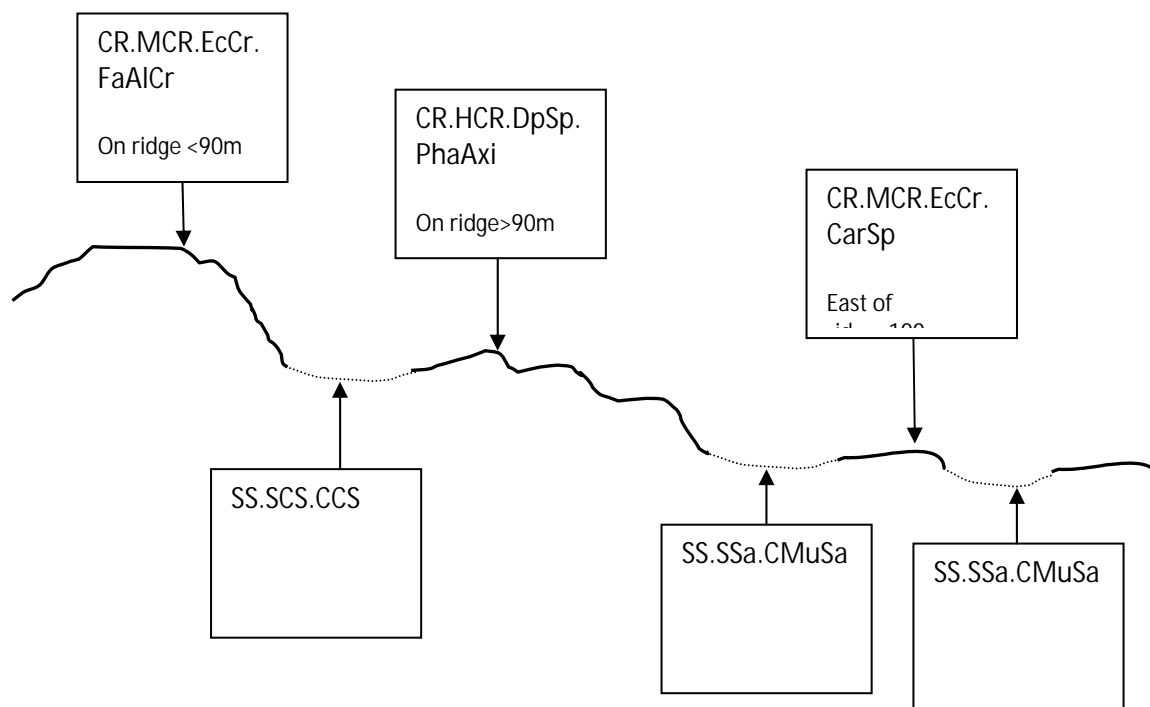 CR.MCR.EcCr.
FaAlCr
On ridge <90m
CR.HCR.DpSp.
PhaAxi
On ridge>90m
CR.MCR.EcCr.
CarSp
East of
SS.SCS.CCS
SS.SSa.CMuSa
SS.SSa.CMuSa